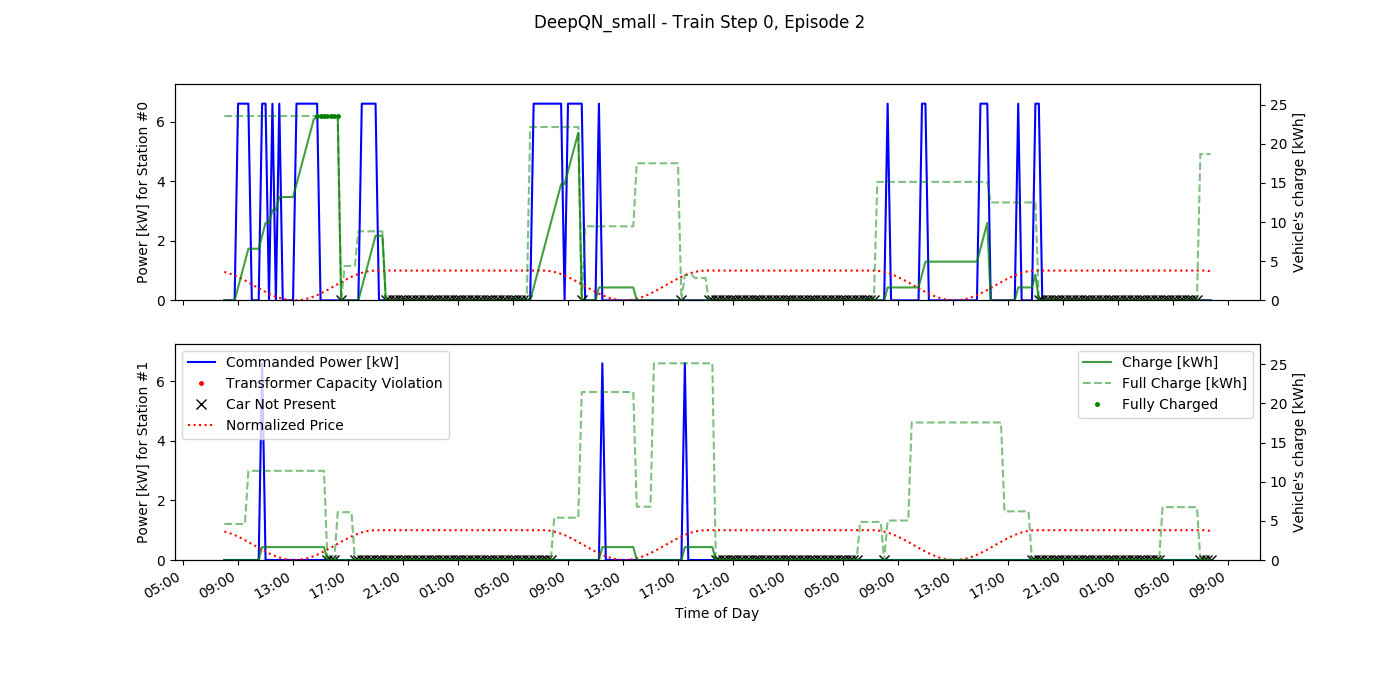 DeepQN_small - Train Step 0, Episode 2
Power [kW] for Station #0
6
4
2
0
25
20
15
10
5
0
Vehicle's charge [kWh]
Power [kW] for Station #1
6
4
2
0
Commanded Power [kW]
Transformer Capacity Violation
Car Not Present
Normalized Price
Charge [kWh]
Full Charge [kWh]
Fully Charged
25
20
15
10
5
0
Vehicle's charge [kWh]
05:00 09:00 13:00 17:00 21:00 01:00 05:00 09:00 13:00 17:00 21:00 01:00 05:00 09:00 13:00 17:00 21:00 01:00 05:00 09:00
Time of Day